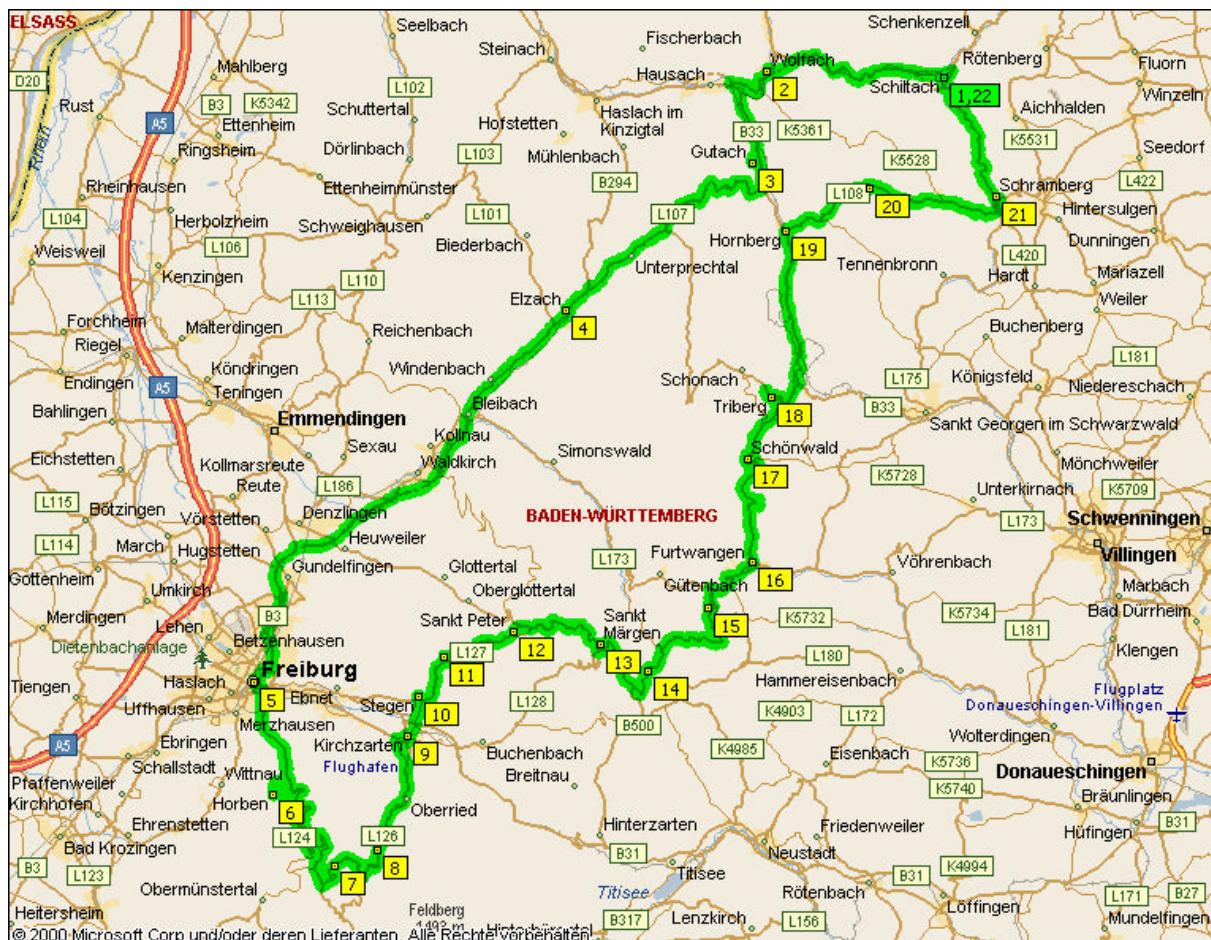 ELSASS
Seelbach
Schenkenzell
Steinach
Fischerbach
Rötenberg
D20
Mahlberg
L102
Hausach
Wolfach
Fluorn
2
Schiltach
1,22
Winzeln
Rust
B3
K5342
Schuttertal
Haslach im
Kinzigtal
Aichhalden
Ettenheim
Hofstetten
B33
K5361
K5531
A5
Rhein
Ringsheim
Dörlinbach
L103
Mühlenbach
Gutach
K5528
Seedorf
Rheinhausen
Ettenheimmünster
B294
3
L108
L422
Schramberg
L104
Herbolzheim
L101
L107
20
21
Hintersulgen
Weisweil
L106
Schweighausen
Biederbach
Hornberg
19
Dunningen
Kenzingen
Unterprechtal
Tennenbronn
L420
Hardt
Mariazell
L110
L113
Elzach
4
Weiler
Forchheim
Malterdingen
Reichenbach
Buchenberg
Riegel
L181
Endingen
Köndringen
Windenbach
Schonach
L175
Königsfeld
A5
Teningen
Niedereschach
Bahlingen
Emmendingen
Bleibach
Triberg
18
B33
Sankt Georgen im Schwarzwald
Kollnau
Sexau
Simonswald
Schönwald
Eichstetten
Kollmarsreute
Waldkirch
17
Mönchweiler
Reute
L186
K5728
K5709
L115
Unterkirnach
Bötzingen
Vörstetten
Denzlingen
BADEN-WÜRTTEMBERG
L173
Schwenningen
L114
March
Hugstetten
Heuweiler
Furtwangen
Villingen
Gottenheim
Gundelfingen
Glottertal
L173
16
Vöhrenbach
Umkirch
Oberglottertal
Gütenbach
Marbach
Merdingen
B3
Sankt Peter
Sankt
Märgen
15
K5732
K5734
Bad Dürrheim
Lehen
Betzenhausen
L181
Dietenbachanlage
L127
12
13
Klengen
Freiburg
11
14
L180
Tiengen
Haslach
5
Ebnet
Stegen
L128
Hammereisenbach
Flugplatz
Donaueschingen-Villingen
Uffhausen
10
K4903
L172
Merzhausen
B500
Wolterdingen
Ebringen
Kirchzarten
9
Buchenbach
K4985
A5
Schallstadt
Flughafen
Eisenbach
K5736
Donaueschingen
Pfaffenweiler
Wittnau
Breitnau
K5740
Kirchhofen
Horben
6
Oberried
Bräunlingen
Ehrenstetten
L124
L126
Hinterzarten
Friedenweiler
B31
Bad Krozingen
Hüfingen
B3
L123
7
8
B31
Neustadt
K4994
Obermünstertal
Titisee
Titisee
Rötenbach
B31
L171
B27
Heitersheim
Feldberg
1493 m
B317
Lenzkirch
L156
Löffingen
Mundelfingen
© 2000 Microsoft Corp und/oder deren Lieferanten. Alle Rechte vorbehalten.